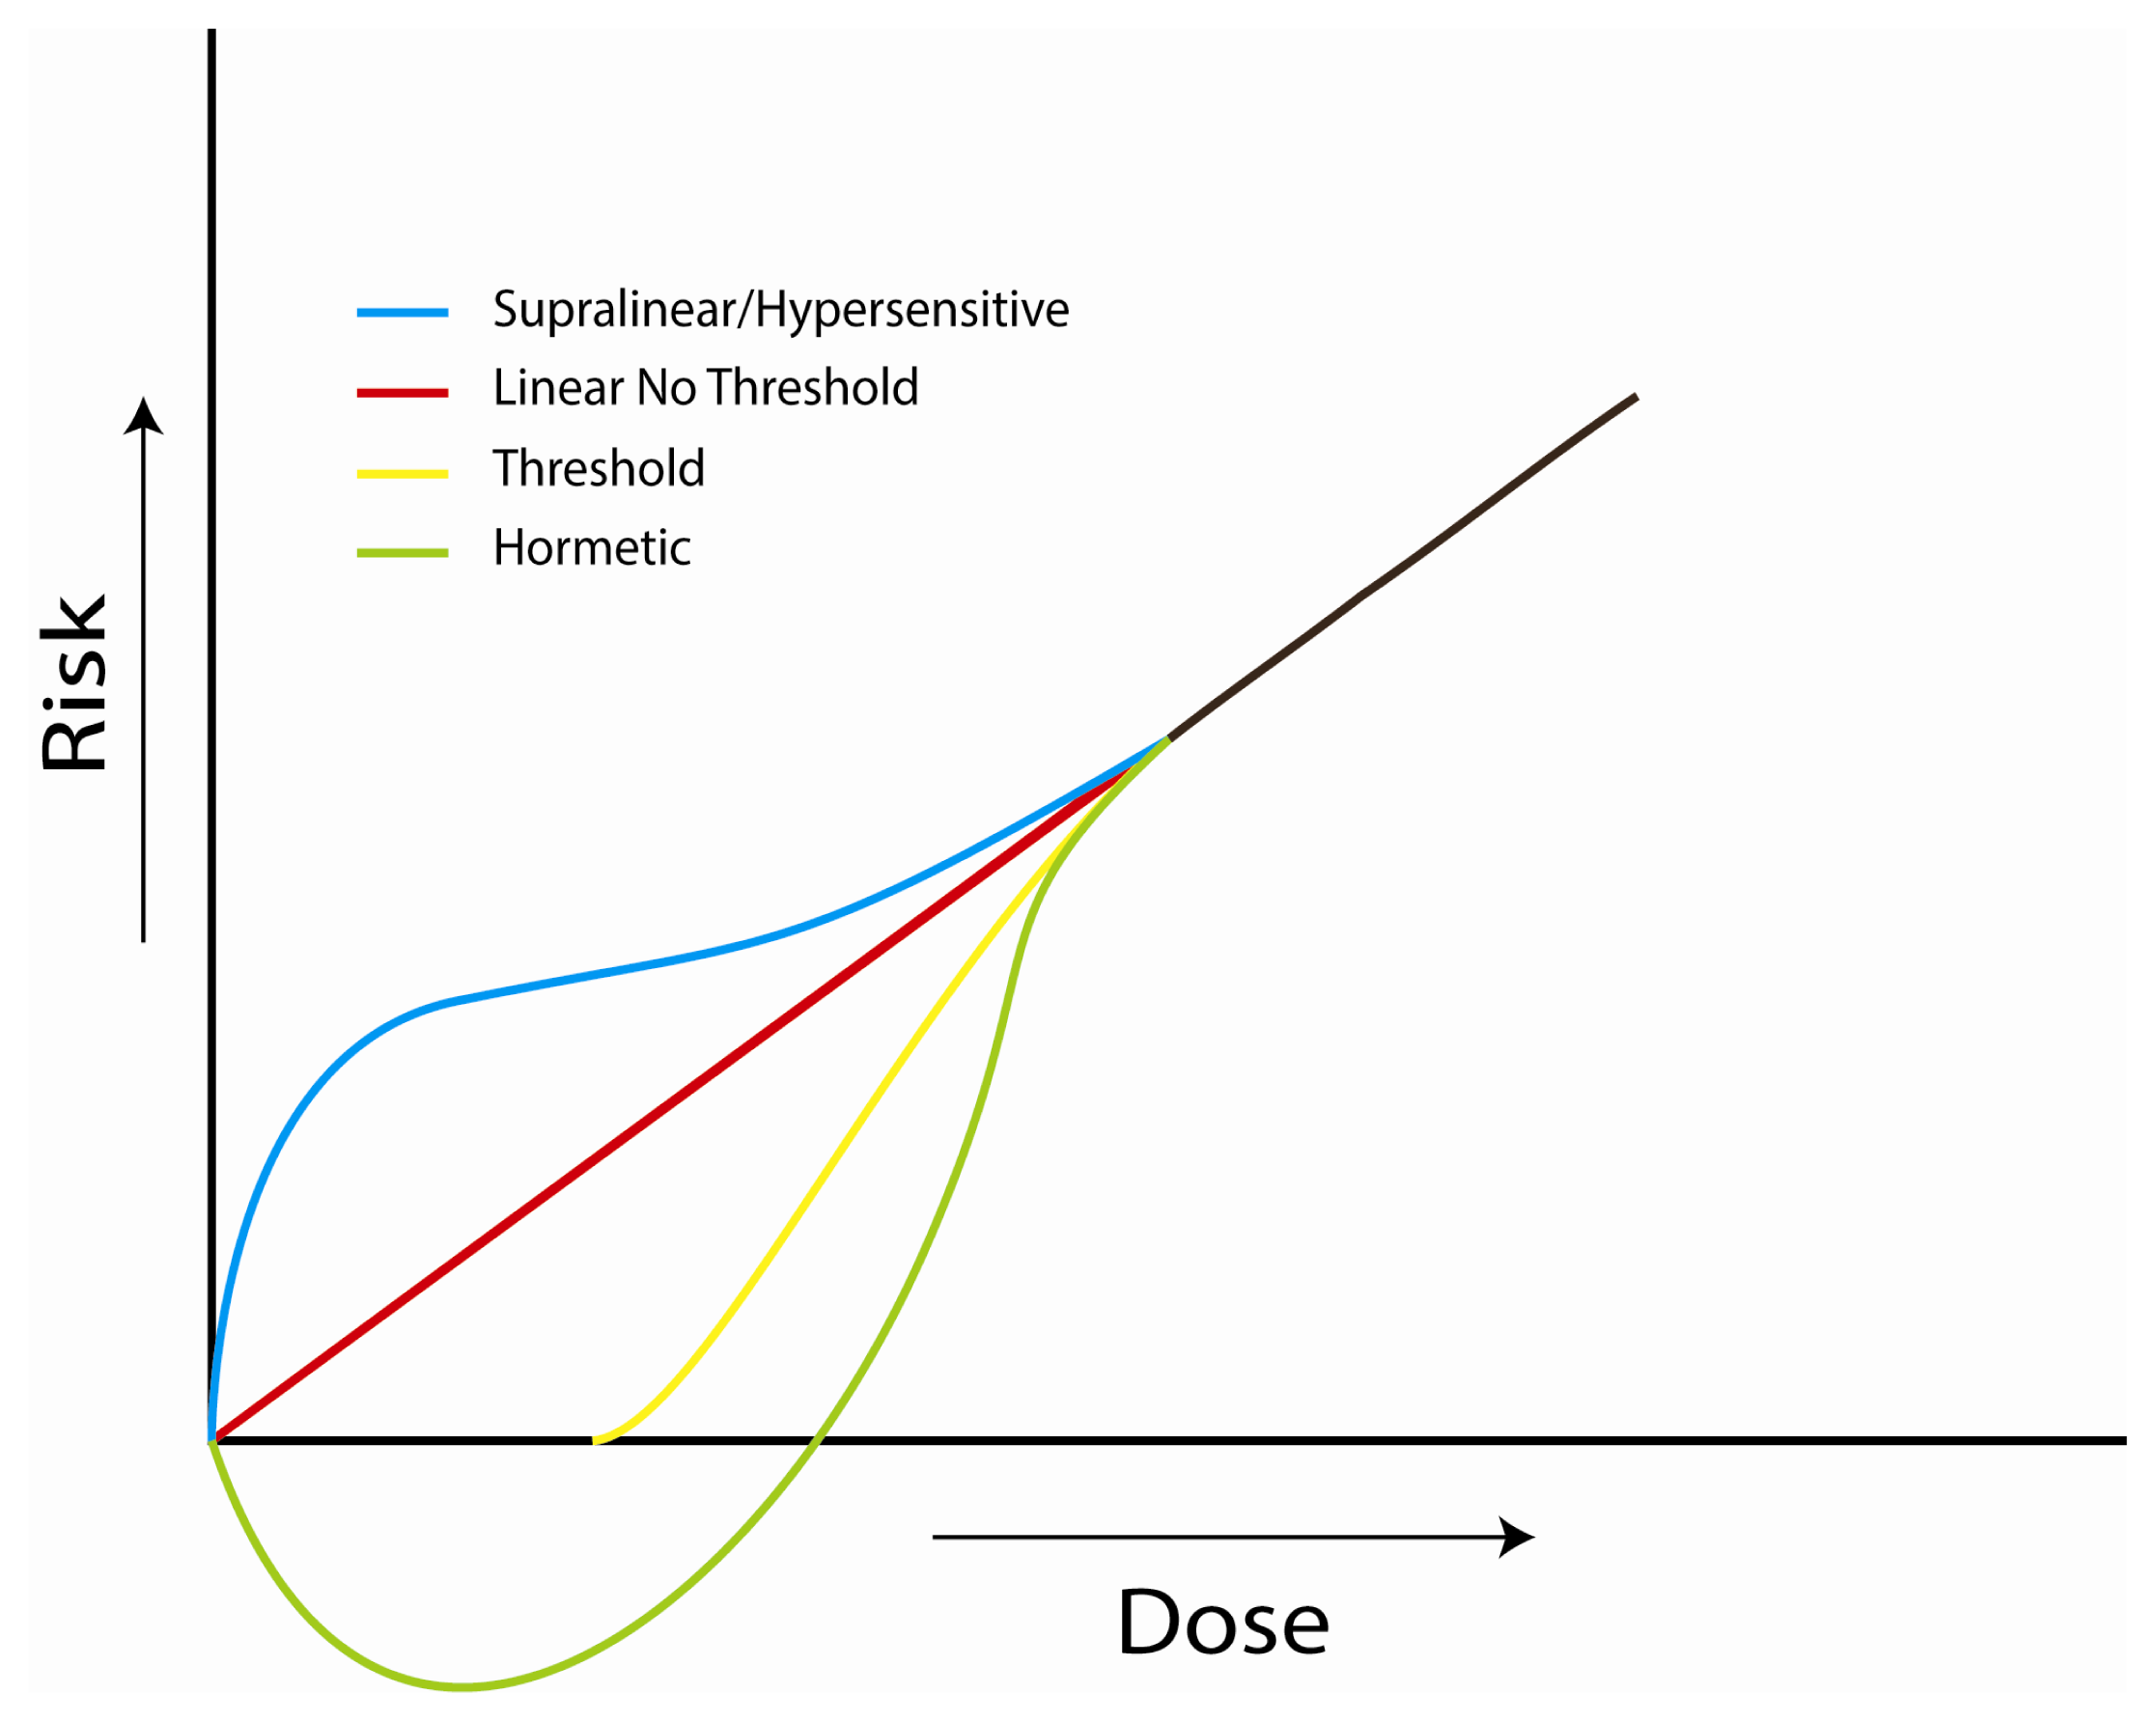 Supralinear/Hypersensitive
Linear No Threshold
Threshold
Hormetic
Risk
Dose